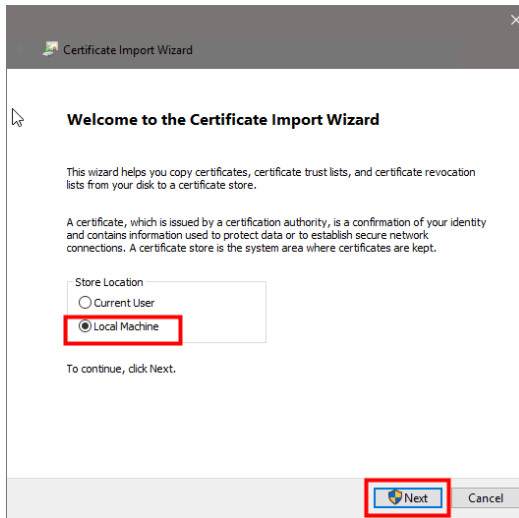 Certificate Import Wizard
Welcome to the Certificate Import Wizard
This wizard helps you copy certificates, certificate trust lists, and certificate revocation
lists from your disk to a certificate store.
A certificate, which is issued by a certification authority, is a confirmation of your identity
and contains information used to protect data or to establish secure network
connections. A certificate store is the system area where certificates are kept.
Store Location
Current User
Local Machine
To continue, click Next.
Next
Cancel